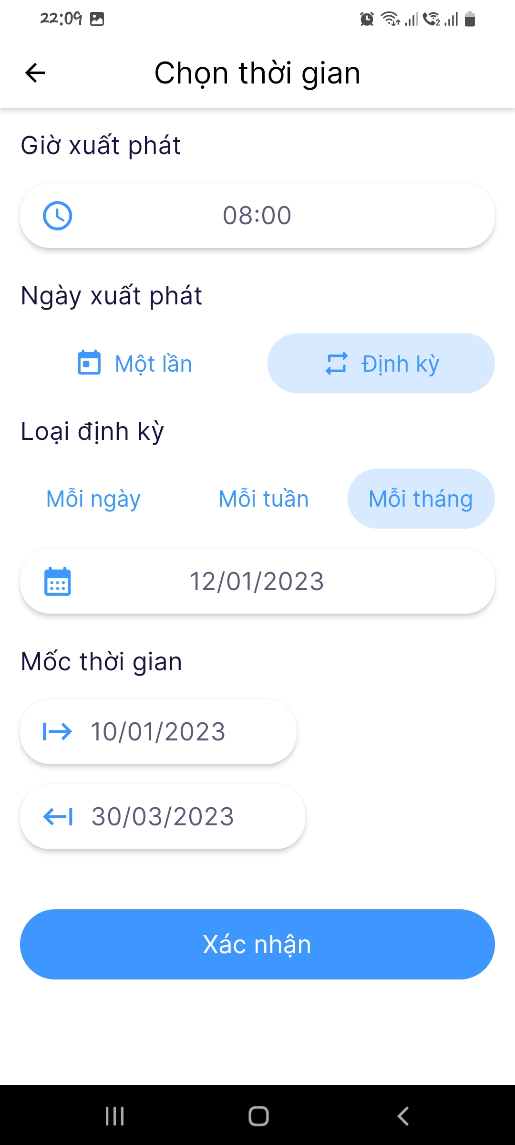 22:09
Chọn thời gian
Giờ xuất phát
08:00
Ngày xuất phát
Một lần Định kỳ
Loại định kỳ
Mỗi ngày Mỗi tuần Mỗi tháng
12/01/2023
Mốc thời gian
10/01/2023
30/03/2023
Xác nhận